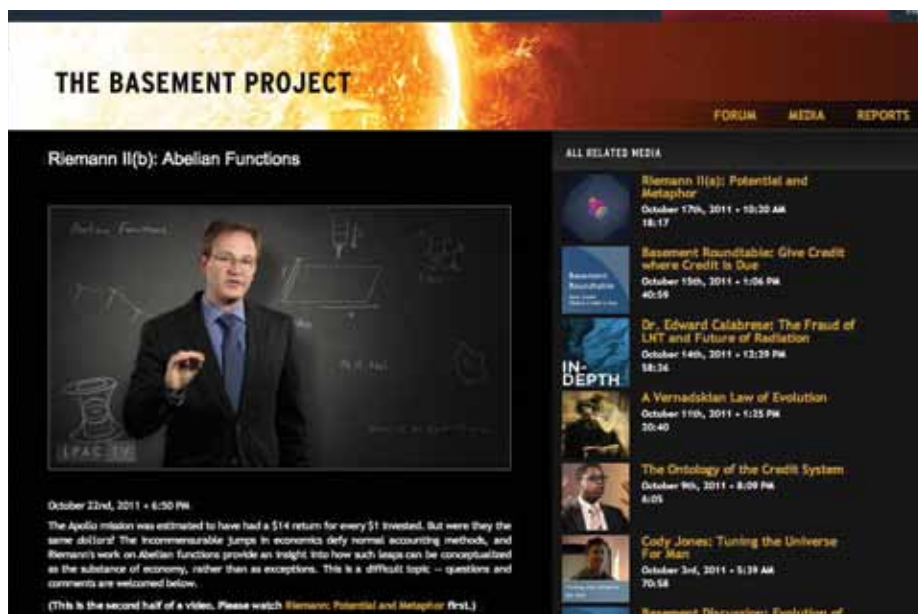 THE BASEMENT PROJECT
FORUM
MEDIA
REPORTS
Riemann II(b): Abelian Functions
Abelian Functions
LPAC TV
October 22nd, 2011 • 6:50 PM
The Apollo mission was estimated to have had a $14 return for every $1 invested. But were they the
same dollars? The incommensurable jumps in economics defy normal accounting methods, and
Riemann's work on Abelian functions provide an insight into how such leaps can be conceptualized
as the substance of economy, rather than as exceptions. This is a difficult topic -- questions and
comments are welcomed below.
(This is the second half of a video. Please watch Riemann: Potential and Metaphor first.)
ALL RELATED MEDIA
Riemann II(a): Potential and
Metaphor
October 17th, 2011 • 10:20 AM
18:17
Basement
Roundtable
Basement Roundtable: Give Credit
where Credit is Due
October 15th, 2011 • 1:06 PM
40:59
IN-
DEPTH
Dr. Edward Calabrese: The Fraud of
LNT and Future of Radiation
October 14th, 2011 • 12:29 PM
58:36
A Vernadskian Law of Evolution
October 11th, 2011 • 1:25 PM
20:40
The Ontology of the Credit System
October 9th, 2011 • 8:09 PM
6:05
Cody Jones: Tuning the Universe
For Man
October 3rd, 2011 • 5:39 AM
70:58
Basement Discussion: Evolution of